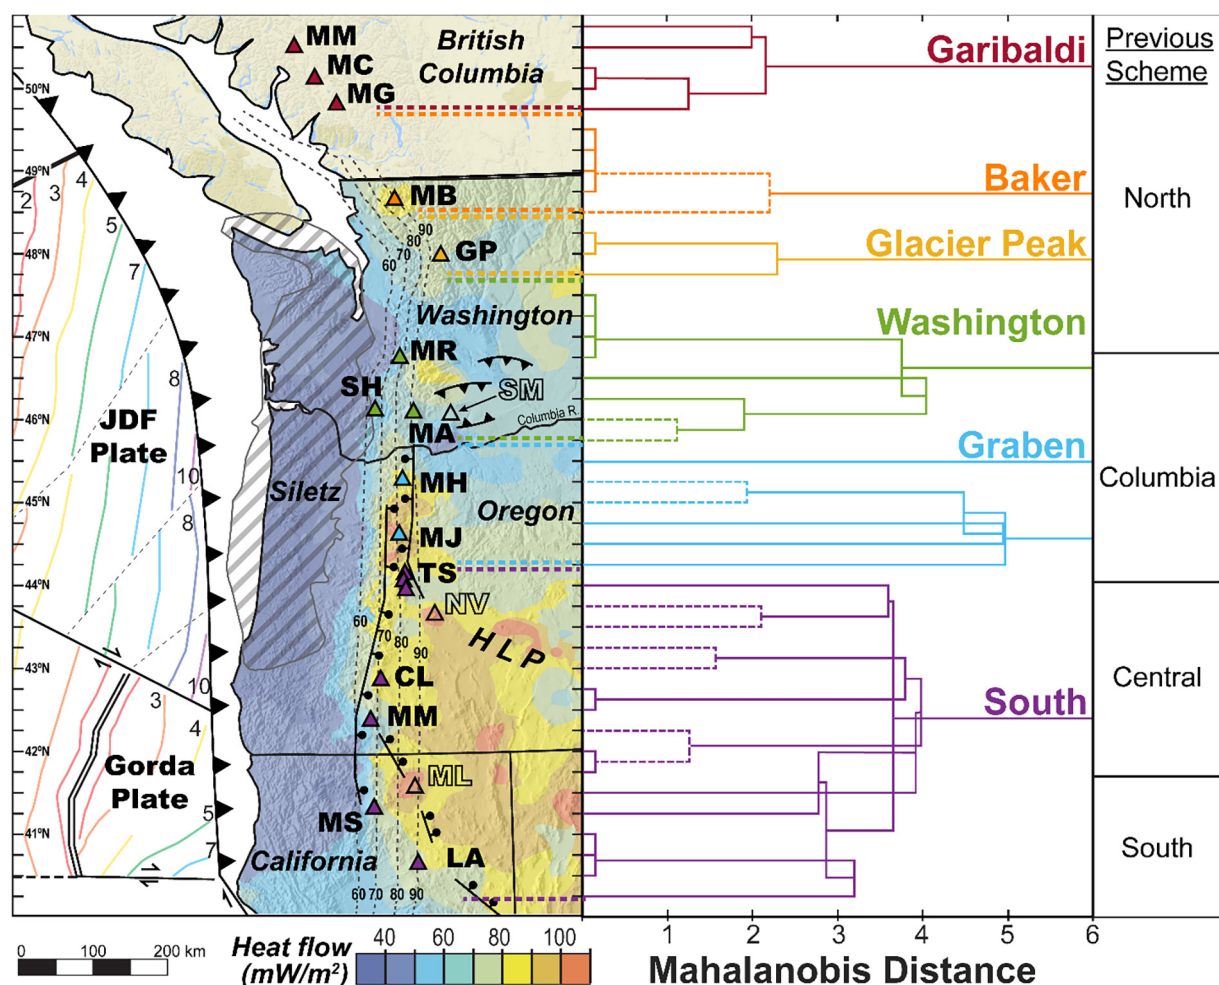 MM
MC
MG
British
Columbia
50°N
49°N
48°N
47°N
46°N
45°N
44°N
43°N
42°N
41°N
2
3
4
5
7
8
10
8
10
3
4
5
7
MB
90
80
70
60
GP
Washington
MR
SH
SM
MA
Columbia R.
JDF
Plate
Siletz
MH
Oregon
MJ
TS
NV
60
70
80
90
HLP
CL
MM
ML
Gorda
Plate
MS
California
LA
60
70
80
90
Garibaldi
Baker
Glacier Peak
Washington
Graben
South
Previous
Scheme
North
Columbia
Central
South
1
2
3
4
5
6
Mahalanobis Distance
0
100
200 km
Heat flow
(mW/m²)
40
60
80
100